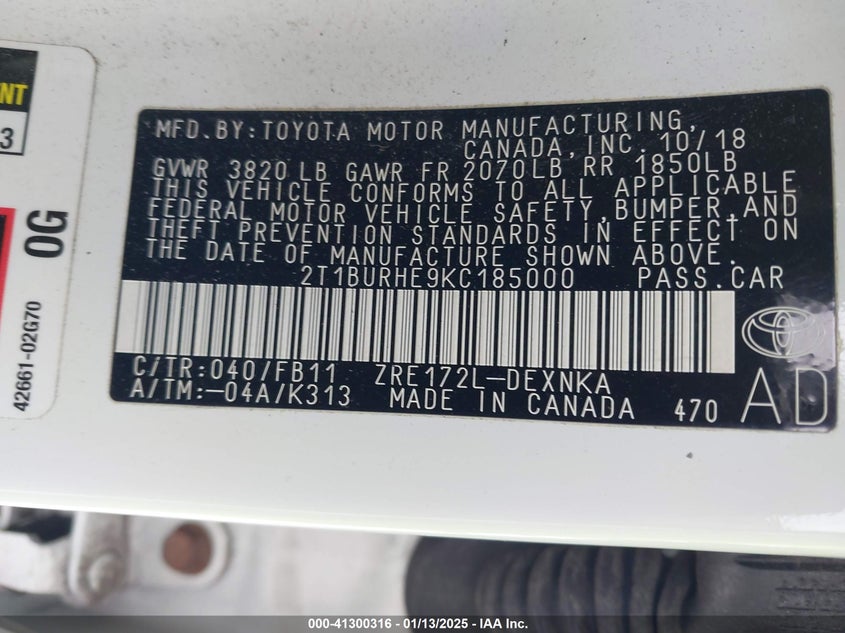 NT
3
0G
42661-02G70
MFD.BY:TOYOTA MOTOR MANUFACTURING,
CANADA,INC. 10/18
GVWR 3820 LB GAWR FR 2070LB RR 1850LB
THIS VEHICLE CONFORMS TO ALL APPLICABLE
FEDERAL MOTOR VEHICLE SAFETY,BUMPER,AND
THEFT PREVENTION STANDARDS IN EFFECT ON
THE DATE OF MANUFACTURE SHOWN ABOVE.
2T1BURHE9KC185000 PASS.CAR
C/TR:040/FB11 ZRE172L-DEXNKA
A/TM:-04A/K313 MADE IN CANADA 470
AD
000-41300316 - 01/13/2025 - IAA Inc.